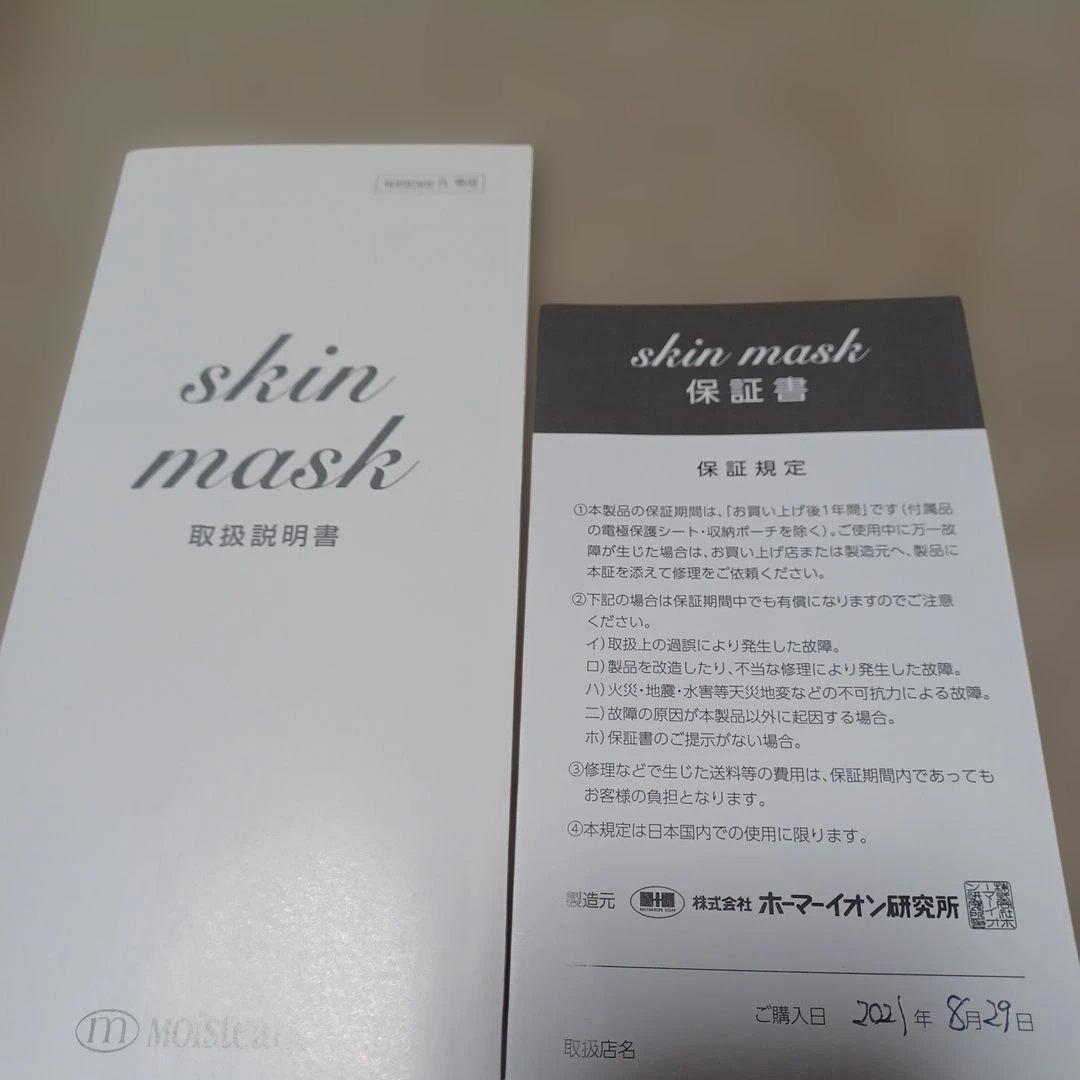 skin
mask
取扱説明書
m
skin mask
保証書
保証規定
①本製品の保証期間は、「お買い上げ後1年間」です(付属品
の電極保護シート・収納ポーチを除く)。ご使用中に万一故
障が生じた場合は、お買い上げ店または製造元へ、製品に
本証を添えて修理をご依頼ください。
②下記の場合は保証期間中でも有償になりますのでご注意
ください。
イ)取扱上の過誤により発生した故障。
ロ)製品を改造したり、不当な修理により発生した故障。
ハ)火災・地震・水害等天災地変などの不可抗力による故障。
ニ)故障の原因が本製品以外に起因する場合。
ホ)保証書のご提示がない場合。
③修理などで生じた送料等の費用は、保証期間内であっても
お客様の負担となります。
④本規定は日本国内での使用に限ります。
製造元 HOMER ION 株式会社 ホーマーイオン研究所
ご購入日 2021年 8月29日
取扱店名